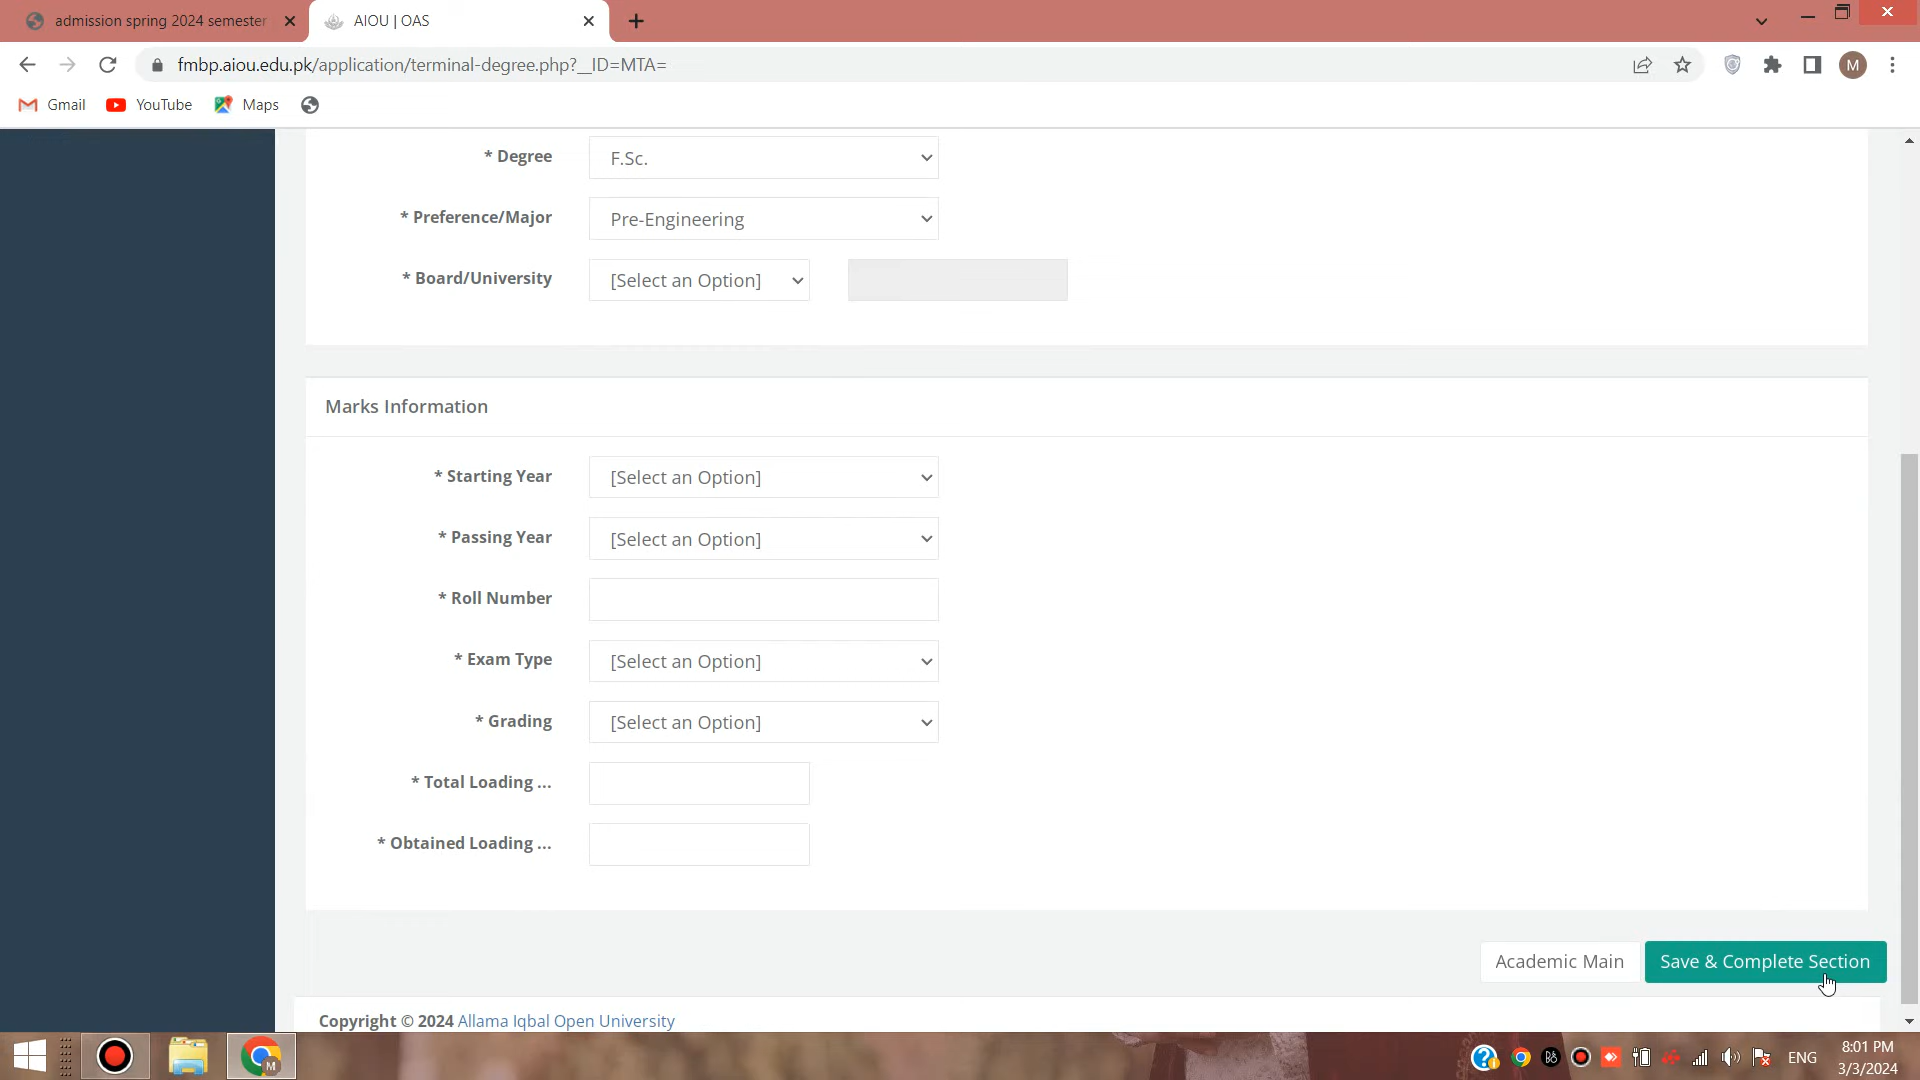 admission spring 2024 semester
AIOU | OAS
fmbp.aiou.edu.pk/application/terminal-degree.php?__ID=MTA=
M
Gmail
YouTube
Maps
* Degree
F.Sc.
* Preference/Major
Pre-Engineering
* Board/University
[Select an Option]
Marks Information
* Starting Year
[Select an Option]
* Passing Year
[Select an Option]
* Roll Number
* Exam Type
[Select an Option]
* Grading
[Select an Option]
* Total Loading ...
* Obtained Loading ...
Academic Main
Save & Complete Section
Copyright © 2024 Allama Iqbal Open University
M
ENG
8:01 PM
3/3/2024